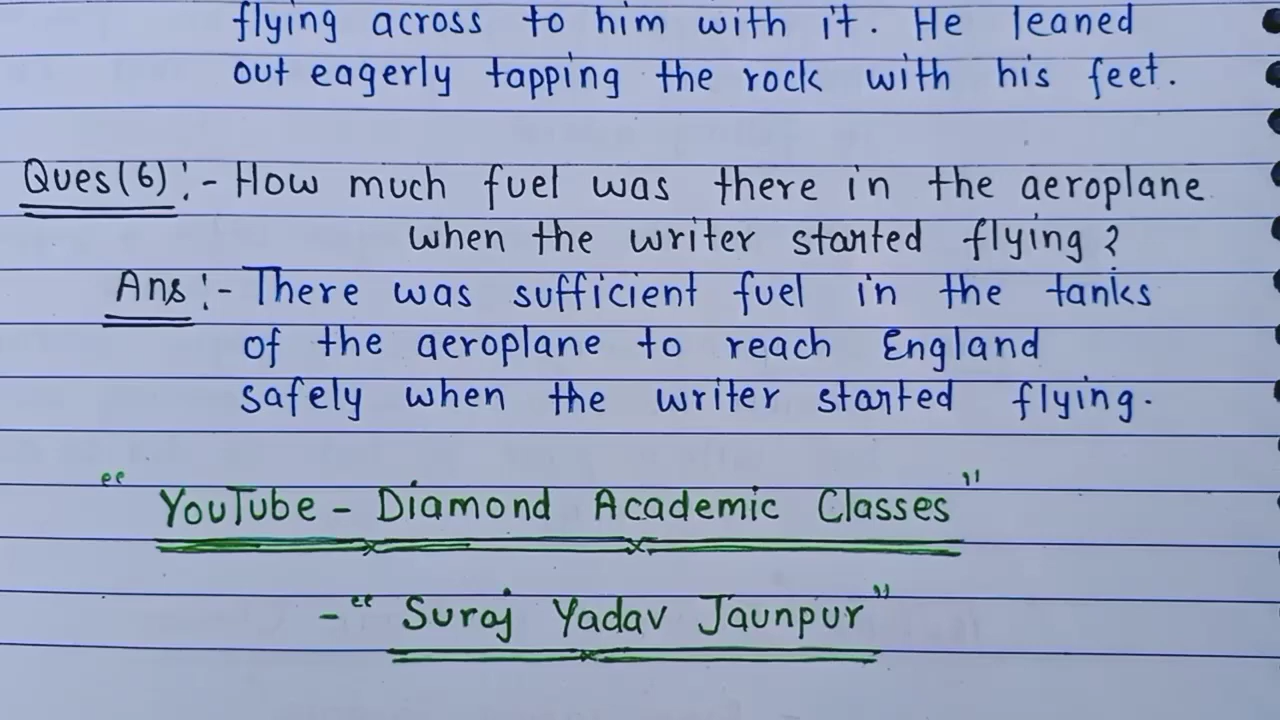 flying across to him with it. He leaned
out eagerly tapping the rock with his feet.
Ques(6):- How much fuel was there in the aeroplane
when the writer started flying?
Ans:- There was sufficient fuel in the tanks
of the aeroplane to reach England
safely when the writer started flying.
"YouTube - Diamond Academic Classes"
- "Suraj Yadav Jaunpur"